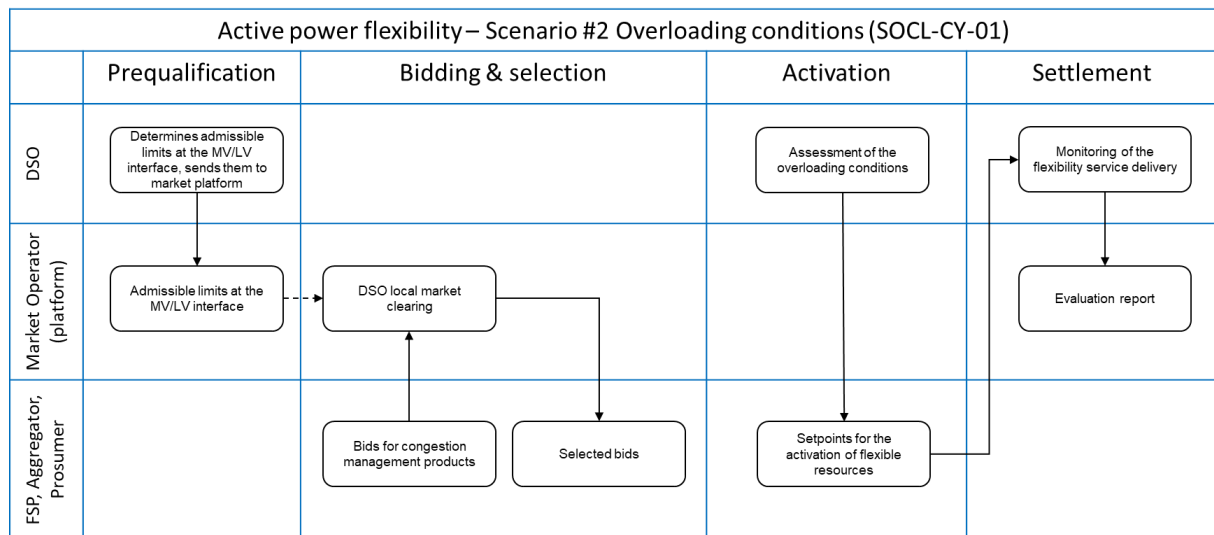 Active power flexibility – Scenario #2 Overloading conditions (SOCL-CY-01)
Prequalification
Bidding & selection
Activation
Settlement
DSO
Determines admissible
limits at the MV/LV
interface, sends them to
market platform
Assessment of the
overloading conditions
Monitoring of the
flexibility service delivery
Market Operator
(platform)
Admissible limits at the
MV/LV interface
DSO local market
clearing
Evaluation report
FSP, Aggregator,
Prosumer
Bids for congestion
management products
Selected bids
Setpoints for the
activation of flexible
resources